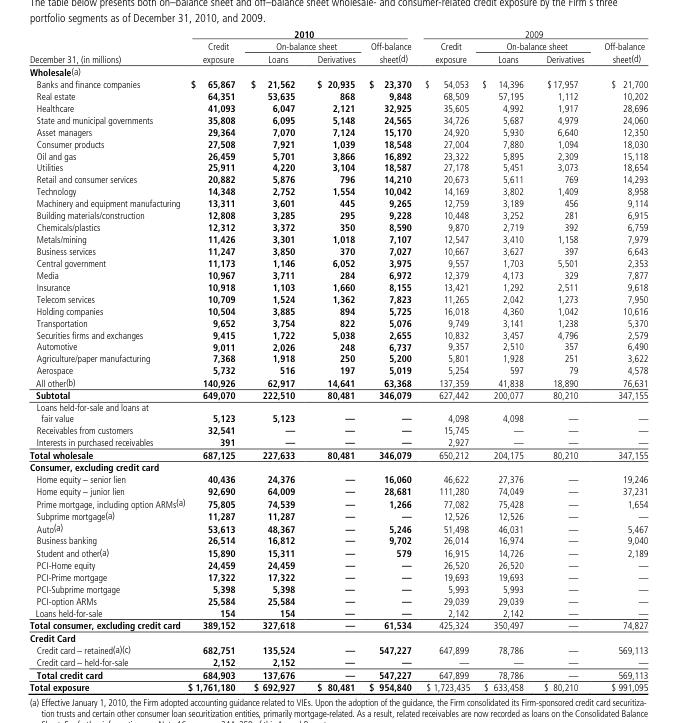 The table below presents both on–balance sheet and off–balance sheet wholesale- and consumer-related credit exposure by the Firm's three
portfolio segments as of December 31, 2010, and 2009.
2010 2009
Credit On-balance sheet Off-balance Credit On-balance sheet Off-balance
December 31, (in millions) exposure Loans Derivatives sheet(d) exposure Loans Derivatives sheet(d)
Wholesale(a)
Banks and finance companies $ 65,867 $ 21,562 $ 20,935 $ 23,370 $ 54,053 $ 14,396 $ 17,957 $ 21,700
Real estate 64,351 53,635 868 9,848 68,509 57,195 1,112 10,202
Healthcare 41,093 6,047 2,121 32,925 35,605 4,992 1,917 28,696
State and municipal governments 35,808 6,095 5,148 24,565 34,726 5,687 4,979 24,060
Asset managers 29,364 7,070 7,124 15,170 24,920 5,930 6,640 12,350
Consumer products 27,508 7,921 1,039 18,548 27,004 7,880 1,094 18,030
Oil and gas 26,459 5,701 3,866 16,892 23,322 5,895 2,309 15,118
Utilities 25,911 4,220 3,104 18,587 27,178 5,451 3,073 18,654
Retail and consumer services 20,882 5,876 796 14,210 20,673 5,611 769 14,293
Technology 14,348 2,752 1,554 10,042 14,169 3,802 1,409 8,958
Machinery and equipment manufacturing 13,311 3,601 445 9,265 12,759 3,189 456 9,114
Building materials/construction 12,808 3,285 295 9,228 10,448 3,252 281 6,915
Chemicals/plastics 12,312 3,372 350 8,590 9,870 2,719 392 6,759
Metals/mining 11,426 3,301 1,018 7,107 12,547 3,410 1,158 7,979
Business services 11,247 3,850 370 7,027 10,667 3,627 397 6,643
Central government 11,173 1,146 6,052 3,975 9,557 1,703 5,501 2,353
Media 10,967 3,711 284 6,972 12,379 4,173 329 7,877
Insurance 10,918 1,103 1,660 8,155 13,421 1,292 2,511 9,618
Telecom services 10,709 1,524 1,362 7,823 11,265 2,042 1,273 7,950
Holding companies 10,504 3,885 894 5,725 16,018 4,360 1,042 10,616
Transportation 9,652 3,754 822 5,076 9,749 3,141 1,238 5,370
Securities firms and exchanges 9,415 1,722 5,038 2,655 10,832 3,457 4,796 2,579
Automotive 9,011 2,026 248 6,737 9,357 2,510 357 6,490
Agriculture/paper manufacturing 7,368 1,918 250 5,200 5,801 1,928 251 3,622
Aerospace 5,732 516 197 5,019 5,254 597 79 4,578
All other(b) 140,926 62,917 14,641 63,368 137,359 41,838 18,890 76,631
Subtotal 649,070 222,510 80,481 346,079 627,442 200,077 80,210 347,155
Loans held-for-sale and loans at
fair value 5,123 5,123 — — 4,098 4,098 — —
Receivables from customers 32,541 — — — 15,745 — — —
Interests in purchased receivables 391 — — — 2,927 — — —
Total wholesale 687,125 227,633 80,481 346,079 650,212 204,175 80,210 347,155
Consumer, excluding credit card
Home equity – senior lien 40,436 24,376 — 16,060 46,622 27,376 — 19,246
Home equity – junior lien 92,690 64,009 — 28,681 111,280 74,049 — 37,231
Prime mortgage, including option ARMs(a) 75,805 74,539 — 1,266 77,082 75,428 — 1,654
Subprime mortgage(a) 11,287 11,287 — — 12,526 12,526 — —
Auto(a) 53,613 48,367 — 5,246 51,498 46,031 — 5,467
Business banking 26,514 16,812 — 9,702 26,014 16,974 — 9,040
Student and other(a) 15,890 15,311 — 579 16,915 14,726 — 2,189
PCI-Home equity 24,459 24,459 — — 26,520 26,520 — —
PCI-Prime mortgage 17,322 17,322 — — 19,693 19,693 — —
PCI-Subprime mortgage 5,398 5,398 — — 5,993 5,993 — —
PCI-option ARMs 25,584 25,584 — — 29,039 29,039 — —
Loans held-for-sale 154 154 — — 2,142 2,142 — —
Total consumer, excluding credit card 389,152 327,618 — 61,534 425,324 350,497 — 74,827
Credit Card
Credit card – retained(a)(c) 682,751 135,524 — 547,227 647,899 78,786 — 569,113
Credit card – held-for-sale 2,152 2,152 — — — — — —
Total credit card 684,903 137,676 — 547,227 647,899 78,786 — 569,113
Total exposure $ 1,761,180 $ 692,927 $ 80,481 $ 954,840 $ 1,723,435 $ 633,458 $ 80,210 $ 991,095
(a) Effective January 1, 2010, the Firm adopted accounting guidance related to VIEs. Upon the adoption of the guidance, the Firm consolidated its Firm-sponsored credit card securitiza-
tion trusts and certain other consumer loan securitization entities, primarily mortgage-related. As a result, related receivables are now recorded as loans on the Consolidated Balance